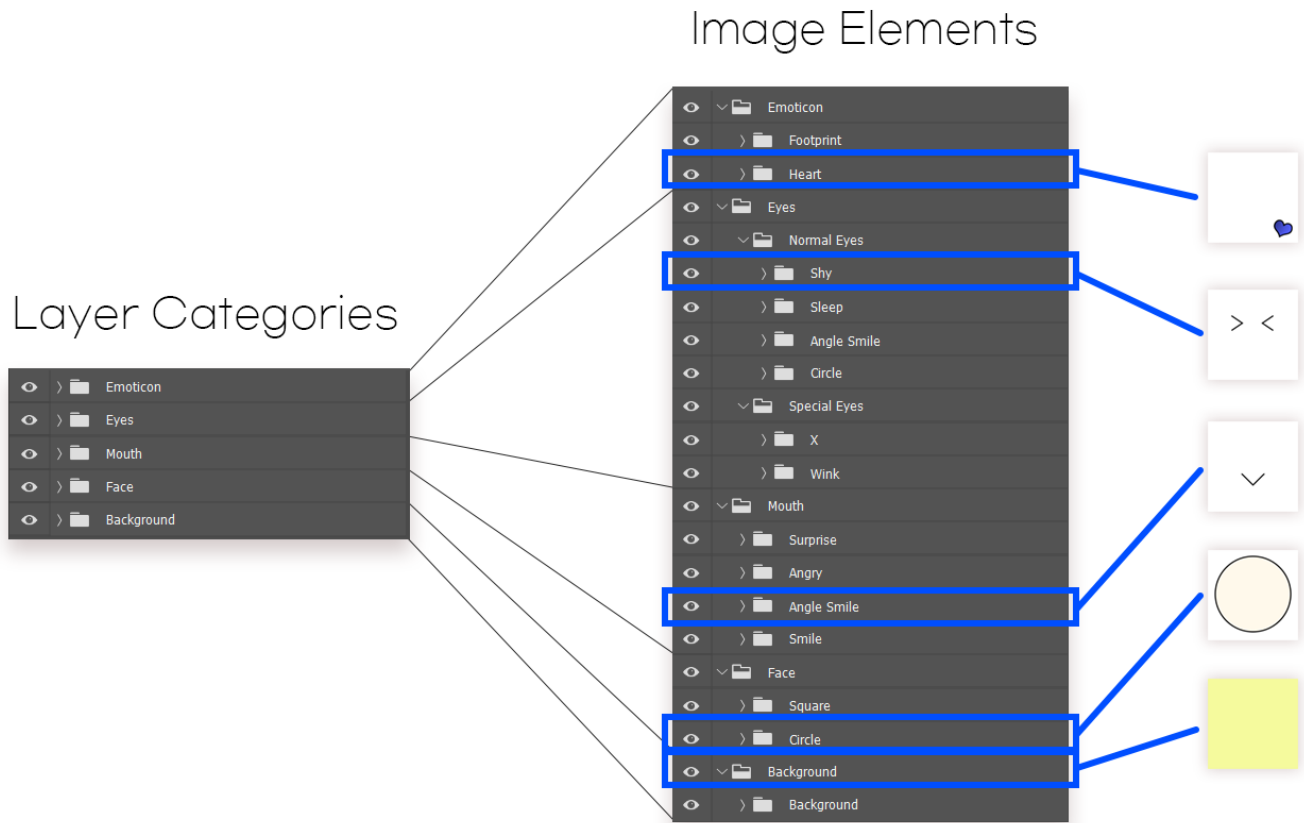 Image Elements
Layer Categories
Emoticon
Eyes
Mouth
Face
Background
Emoticon
Footprint
Heart
Eyes
Normal Eyes
Shy
Sleep
Angle Smile
Circle
Special Eyes
X
Wink
Mouth
Surprise
Angry
Angle Smile
Smile
Face
Square
Circle
Background
Background